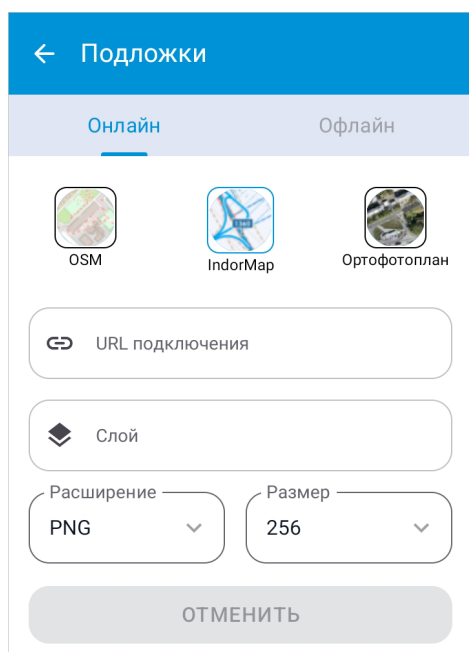 Подложки
Онлайн Офлайн
OSM IndorMap Ортофотоплан
URL подключения
Слой
Расширение Размер
PNG 256
ОТМЕНИТЬ